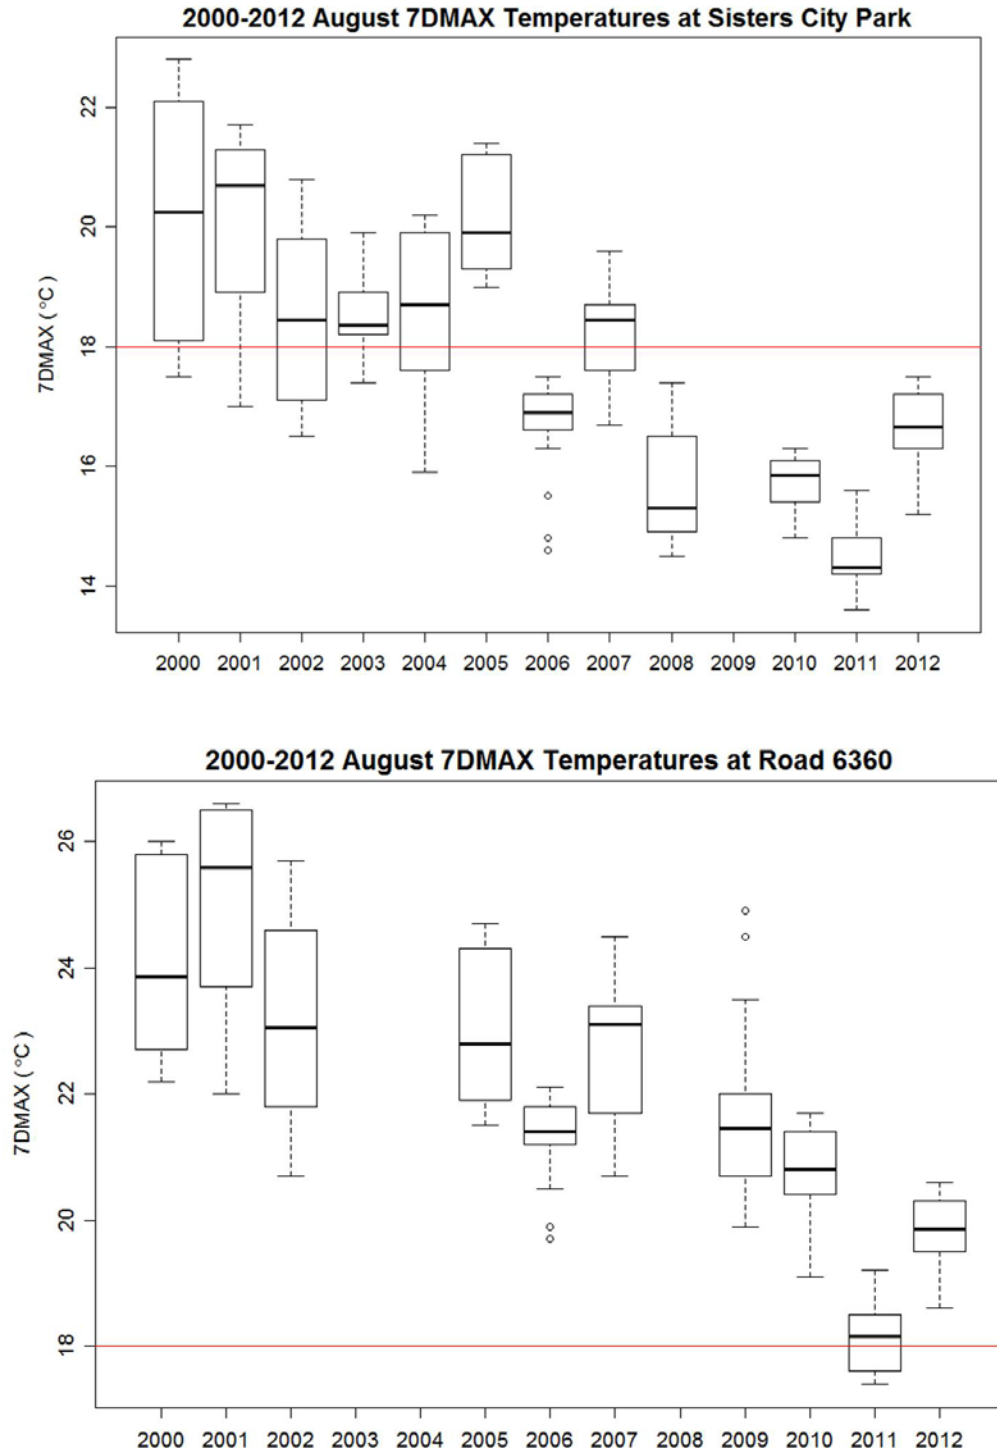 2000-2012 August 7DMAX Temperatures at Sisters City Park
7DMAX ( °C )
22
20
18
16
14
2000 2001 2002 2003 2004 2005 2006 2007 2008 2009 2010 2011 2012
2000-2012 August 7DMAX Temperatures at Road 6360
7DMAX ( °C )
26
24
22
20
18
2000 2001 2002 2003 2004 2005 2006 2007 2008 2009 2010 2011 2012